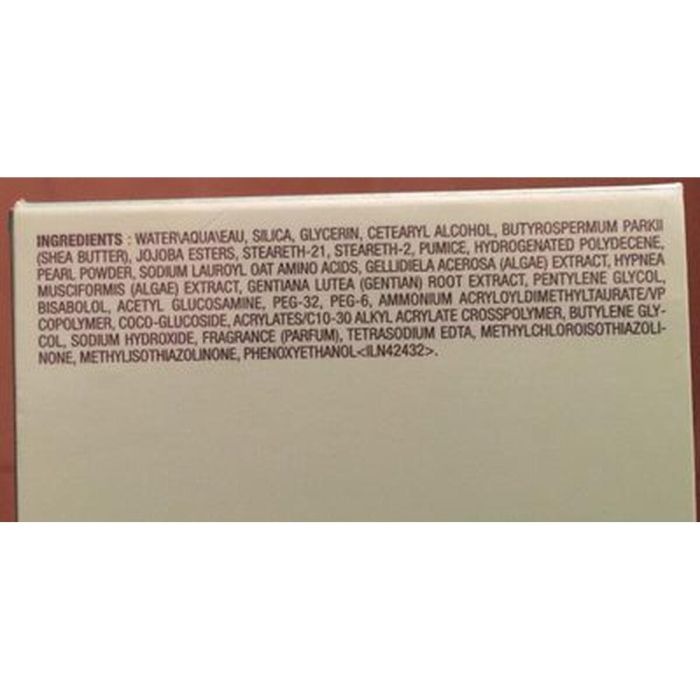 INGREDIENTS : WATER\AQUA\EAU, SILICA, GLYCERIN, CETEARYL ALCOHOL, BUTYROSPERMUM PARKII
(SHEA BUTTER), JOJOBA ESTERS, STEARETH-21, STEARETH-2, PUMICE, HYDROGENATED POLYDECENE,
PEARL POWDER, SODIUM LAUROYL OAT AMINO ACIDS, GELLIDIELA ACEROSA (ALGAE) EXTRACT, HYPNEA
MUSCIFORMIS (ALGAE) EXTRACT, GENTIANA LUTEA (GENTIAN) ROOT EXTRACT, PENTYLENE GLYCOL,
BISABOLOL, ACETYL GLUCOSAMINE, PEG-32, PEG-6, AMMONIUM ACRYLOYLDIMETHYLTAURATE/VP
COPOLYMER, COCO-GLUCOSIDE, ACRYLATES/C10-30 ALKYL ACRYLATE CROSSPOLYMER, BUTYLENE GLY-
COL, SODIUM HYDROXIDE, FRAGRANCE (PARFUM), TETRASODIUM EDTA, METHYLCHLOROISOTHIAZOLI-
NONE, METHYLISOTHIAZOLINONE, PHENOXYETHANOL<ILN42432>.